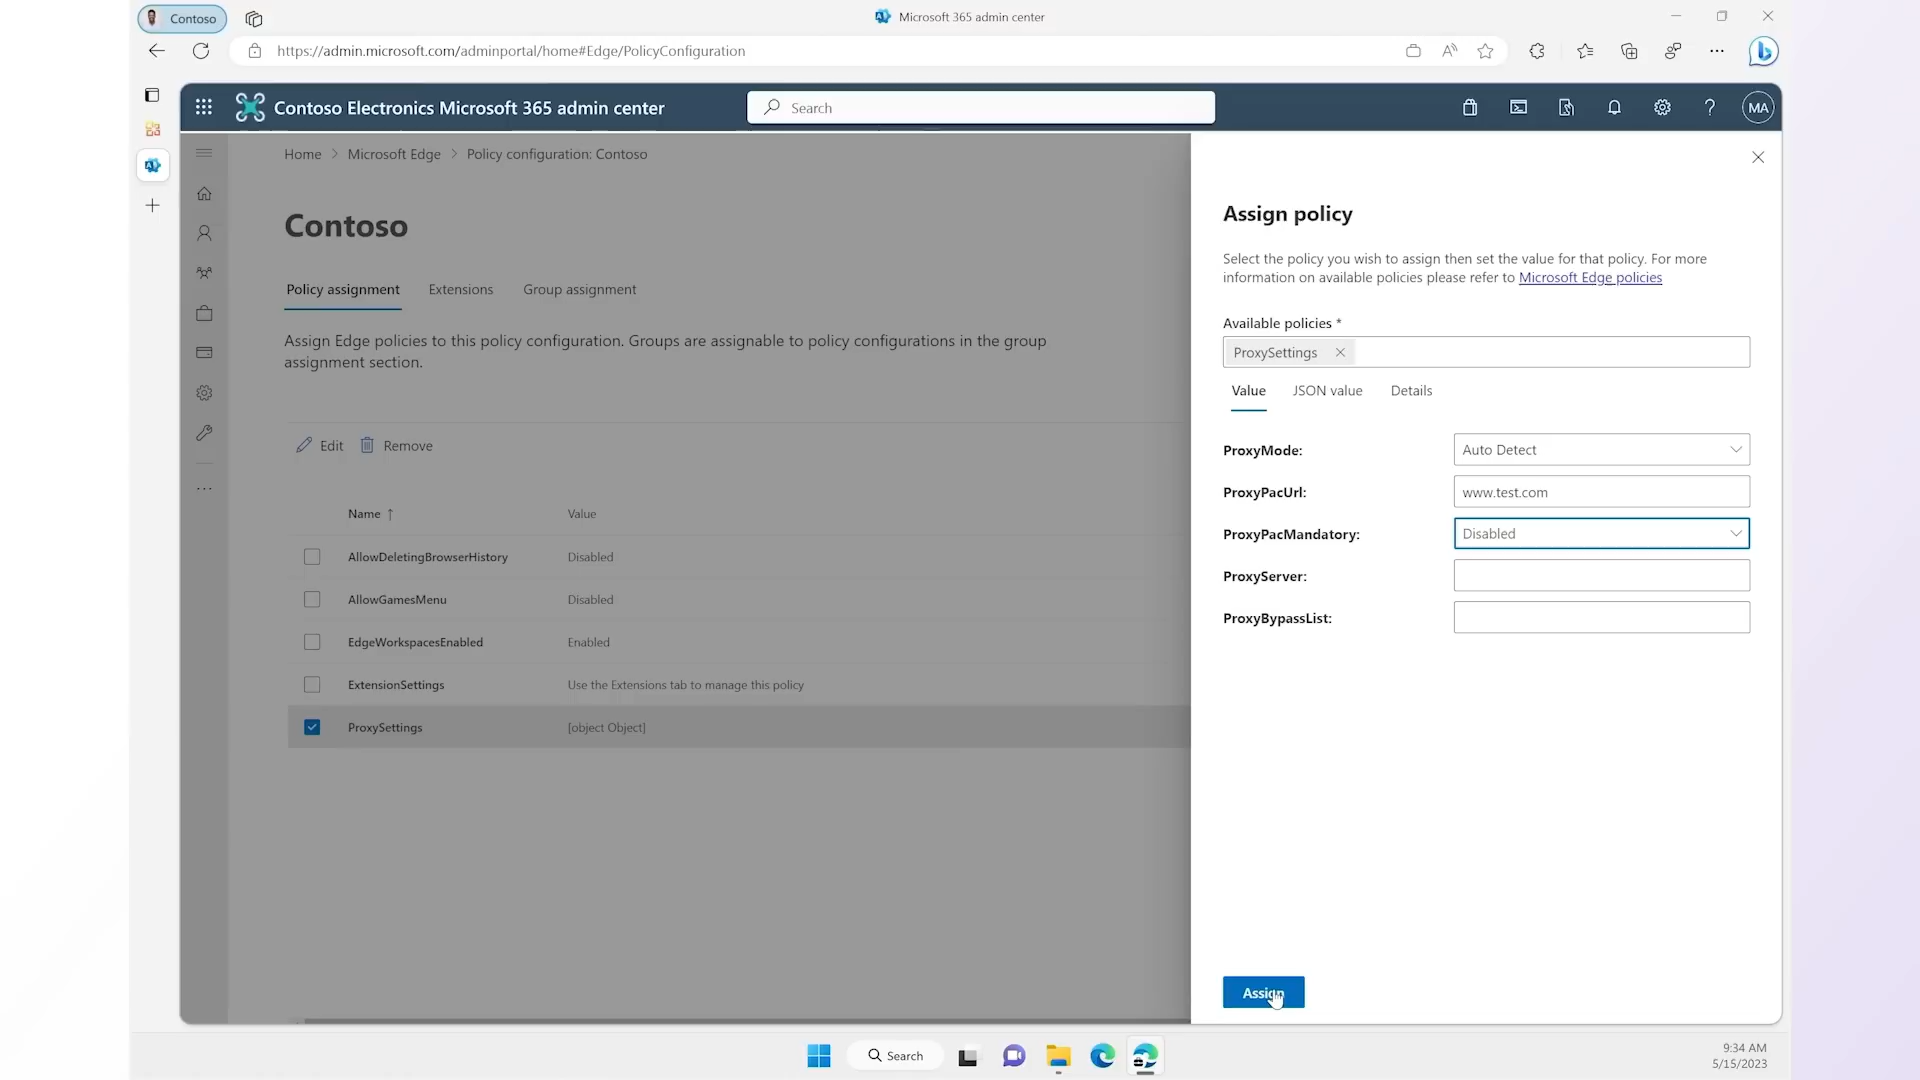 Contoso
Microsoft 365 admin center
https://admin.microsoft.com/adminportal/home#Edge/PolicyConfiguration
Contoso Electronics Microsoft 365 admin center
Search
MA
Home > Microsoft Edge > Policy configuration: Contoso
Contoso
Policy assignment Extensions Group assignment
Assign Edge policies to this policy configuration. Groups are assignable to policy configurations in the group
assignment section.
Edit Remove
Name ↑ Value
AllowDeletingBrowserHistory Disabled
AllowGamesMenu Disabled
EdgeWorkspacesEnabled Enabled
ExtensionSettings Use the Extensions tab to manage this policy
ProxySettings [object Object]
Assign policy
Select the policy you wish to assign then set the value for that policy. For more
information on available policies please refer to Microsoft Edge policies
Available policies *
ProxySettings
Value JSON value Details
ProxyMode: Auto Detect
ProxyPacUrl: www.test.com
ProxyPacMandatory: Disabled
ProxyServer:
ProxyBypassList:
Assign
Search
9:34 AM
5/15/2023